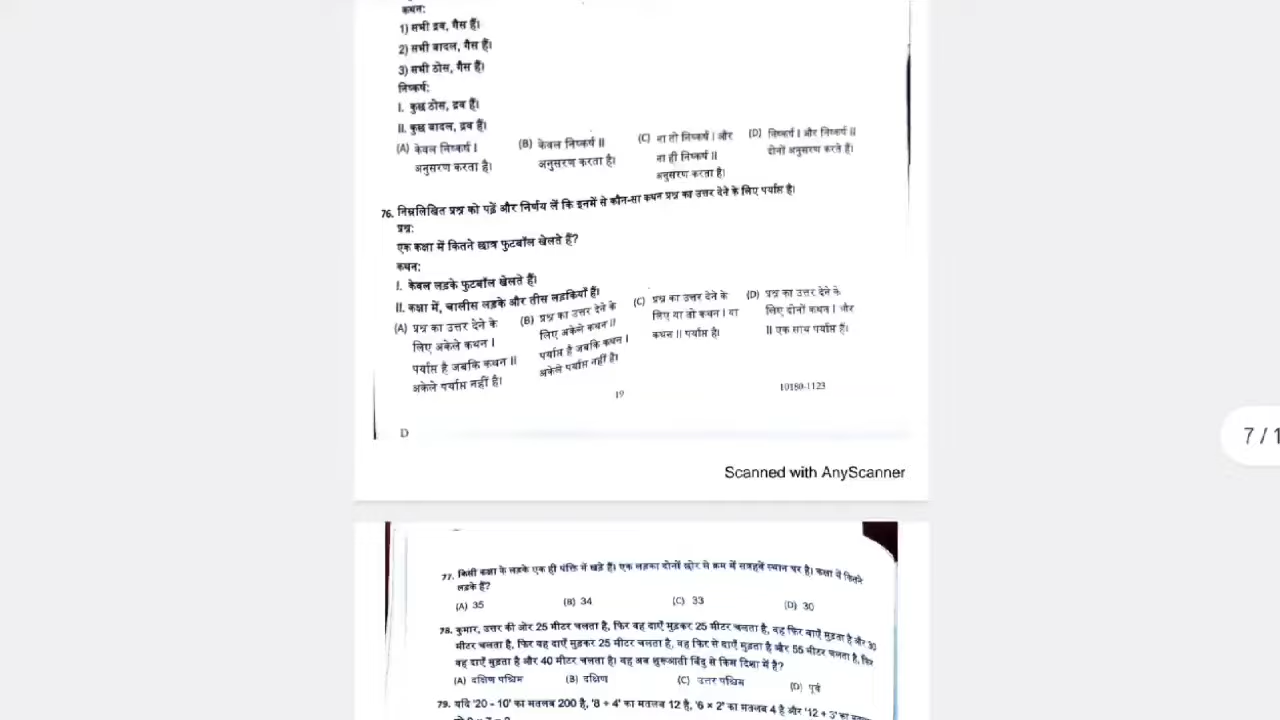 कथन:
1) सभी द्रव, गैस हैं।
2) सभी बादल, गैस हैं।
3) सभी ठोस, गैस हैं।
निष्कर्ष:
I. कुछ ठोस, द्रव हैं।
II. कुछ बादल, द्रव हैं।
(A) केवल निष्कर्ष I अनुसरण करता है।
(B) केवल निष्कर्ष II अनुसरण करता है।
(C) ना तो निष्कर्ष I और ना ही निष्कर्ष II अनुसरण करता है।
(D) निष्कर्ष I और निष्कर्ष II दोनों अनुसरण करते हैं।
76. निम्नलिखित प्रश्न को पढ़ें और निर्णय लें कि इनमें से कौन-सा कथन प्रश्न का उत्तर देने के लिए पर्याप्त है।
प्रश्न:
एक कक्षा में कितने छात्र फुटबॉल खेलते हैं?
कथन:
I. केवल लड़के फुटबॉल खेलते हैं।
II. कक्षा में, चालीस लड़के और तीस लड़कियाँ हैं।
(A) प्रश्न का उत्तर देने के लिए अकेले कथन I पर्याप्त है जबकि कथन II अकेले पर्याप्त नहीं है।
(B) प्रश्न का उत्तर देने के लिए अकेले कथन II पर्याप्त है जबकि कथन I अकेले पर्याप्त नहीं है।
(C) प्रश्न का उत्तर देने के लिए या तो कथन I या कथन II पर्याप्त है।
(D) प्रश्न का उत्तर देने के लिए दोनों कथन I और II एक साथ पर्याप्त हैं।
19
10180-1123
D
Scanned with AnyScanner
7 / 1
77. किसी कक्षा के लड़के एक ही पंक्ति में खड़े हैं। एक लड़का दोनों छोर से क्रम में सत्रहवें स्थान पर है। कक्षा में कितने
लड़के हैं?
(A) 35 (B) 34 (C) 33 (D) 30
78. कुमार, उत्तर की ओर 25 मीटर चलता है, फिर वह दाएँ मुड़कर 25 मीटर चलता है, वह फिर बाएँ मुड़ता है और 30
मीटर चलता है, फिर वह दाएँ मुड़कर 25 मीटर चलता है, वह फिर से दाएँ मुड़ता है और 55 मीटर चलता है, फिर
वह दाएँ मुड़ता है और 40 मीटर चलता है। वह अब शुरूआती बिंदु से किस दिशा में है?
(A) दक्षिण पश्चिम (B) दक्षिण (C) उत्तर पश्चिम (D) पूर्व
79. यदि '20 - 10' का मतलब 200 है, '8 ÷ 4' का मतलब 12 है, '6 × 2' का मतलब 4 है और '12 + 3' का